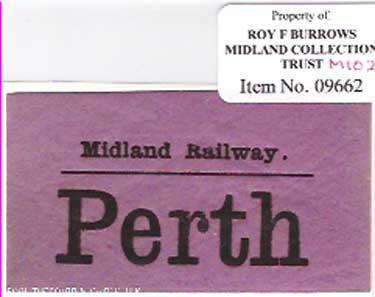 Property of
ROY F BURROWS
MIDLAND COLLECTION
TRUST M102
Item No. 09662
Midland Railway.
Perth